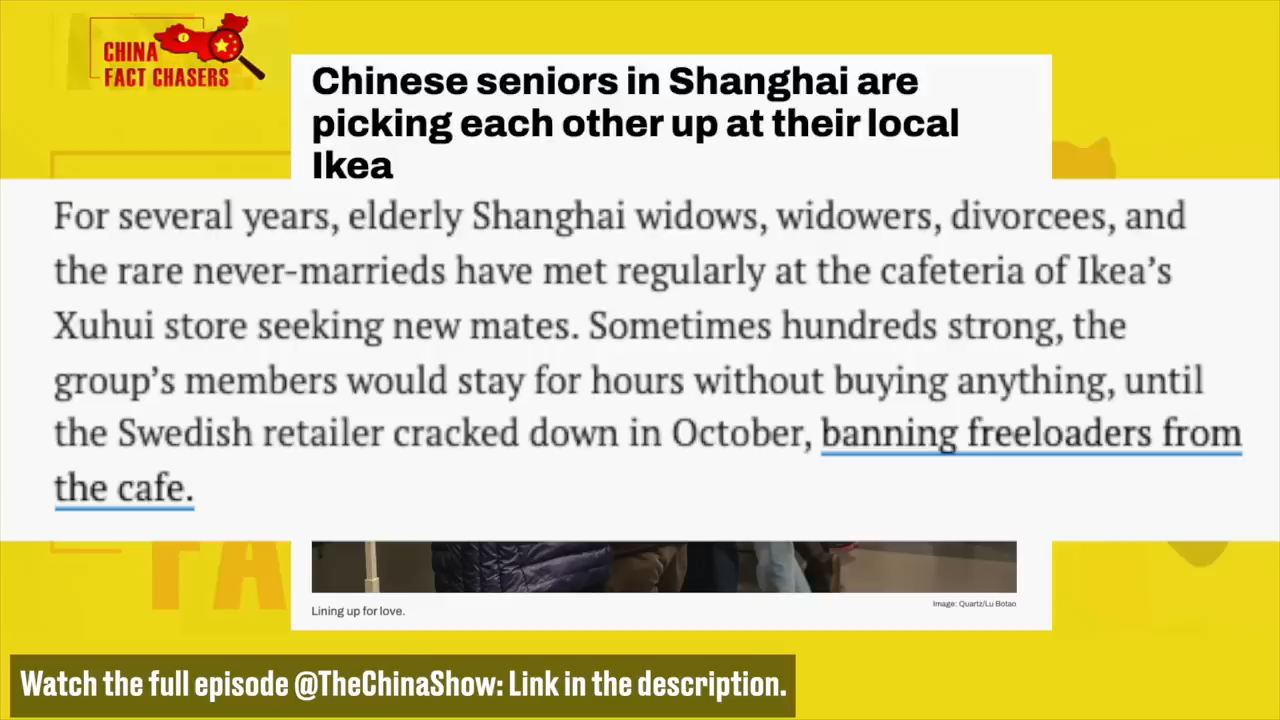 CHINA
FACT CHASERS
Chinese seniors in Shanghai are
picking each other up at their local
Ikea
For several years, elderly Shanghai widows, widowers, divorcees, and
the rare never-marrieds have met regularly at the cafeteria of Ikea’s
Xuhui store seeking new mates. Sometimes hundreds strong, the
group’s members would stay for hours without buying anything, until
the Swedish retailer cracked down in October, banning freeloaders from
the cafe.
FA
Lining up for love.
Image: Quartz/Lu Botao
Watch the full episode @TheChinaShow: Link in the description.